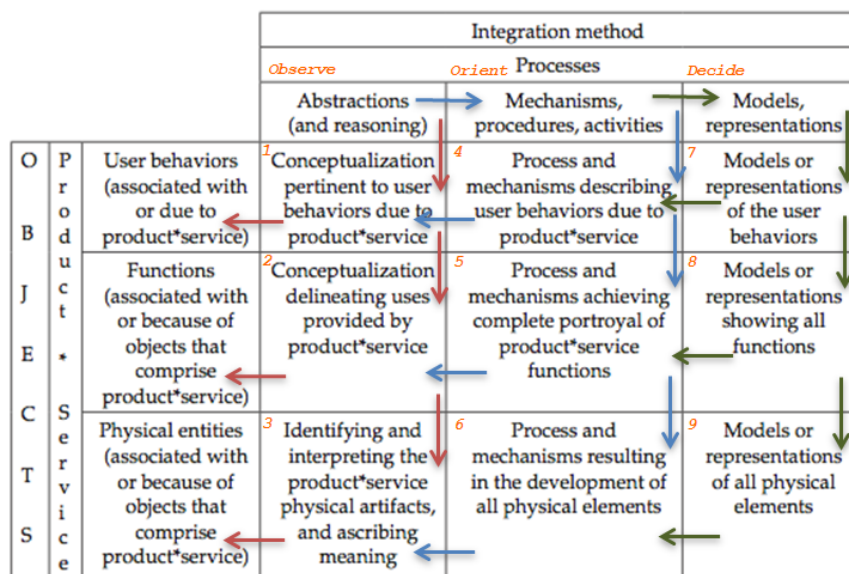 Integration method
Observe Orient Processes Decide
Abstractions
(and reasoning)
Mechanisms,
procedures, activities
Models,
representations
O B J E C T S
P r o d u c t * S e r v i c e
User behaviors
(associated with
or due to
product*service)
1 Conceptualization
pertinent to user
behaviors due to
product*service
4 Process and
mechanisms describing
user behaviors due to
product*service
7 Models or
representations
of the user
behaviors
Functions
(associated with
or because of
objects that
comprise
product*service)
2 Conceptualization
delineating uses
provided by
product*service
5 Process and
mechanisms achieving
complete portroyal of
product*service
functions
8 Models or
representations
showing all
functions
Physical entities
(associated with
or because of
objects that
comprise
product*service)
3 Identifying and
interpreting the
product*service
physical artifacts,
and ascribing
meaning
6 Process and
mechanisms resulting
in the development of
all physical elements
9 Models or
representations
of all physical
elements